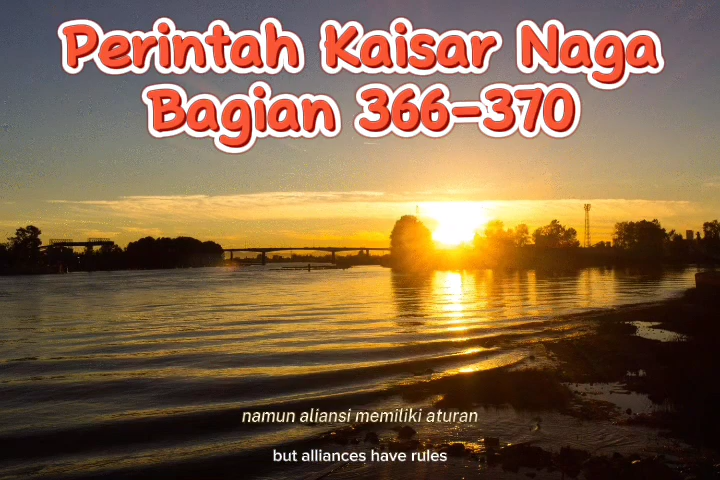 Perintah Kaisar Naga
Bagian 366-370
namun aliansi memiliki aturan
but alliances have rules